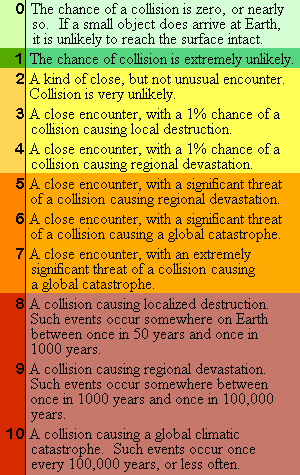 0 The chance of a collision is zero, or nearly
so. If a small object does arrive at Earth,
it is unlikely to reach the surface intact.
1 The chance of collision is extremely unlikely.
2 A kind of close, but not unusual encounter.
Collision is very unlikely.
3 A close encounter, with a 1% chance of a
collision causing local destruction.
4 A close encounter, with a 1% chance of a
collision causing regional devastation.
5 A close encounter, with a significant threat
of a collision causing regional devastation.
6 A close encounter, with a significant threat
of a collision causing a global catastrophe.
7 A close encounter, with an extremely
significant threat of a collision causing
a global catastrophe.
8 A collision causing localized destruction.
Such events occur somewhere on Earth
between once in 50 years and once in
1000 years.
9 A collision causing regional devastation.
Such events occur somewhere between
once in 1000 years and once in 100,000
years.
10 A collision causing a global climatic
catastrophe. Such events occur once
every 100,000 years, or less often.